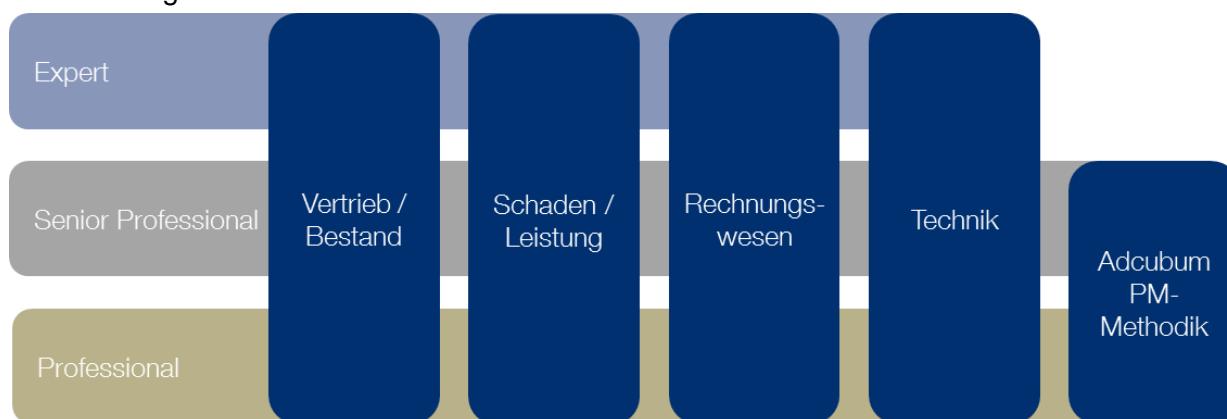 Expert
Senior Professional
Professional
Vertrieb /
Bestand
Schaden /
Leistung
Rechnungs-
wesen
Technik
Adcubum
PM-
Methodik